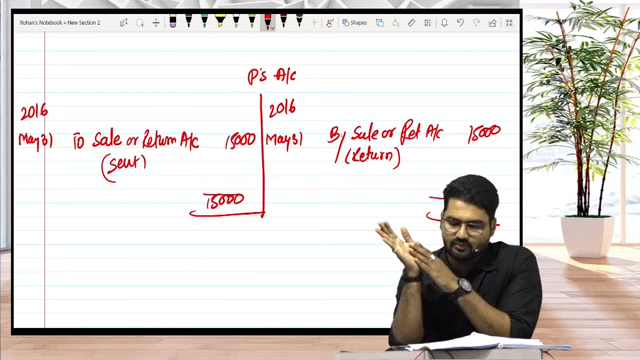 Rohan's Notebook » New Section 2
Shapes
P's A/c
2016 2016
May 31 To Sale or Return A/c 15000 May 31 By Sale or Ret A/c 15000
(Sent) (Return)
15000